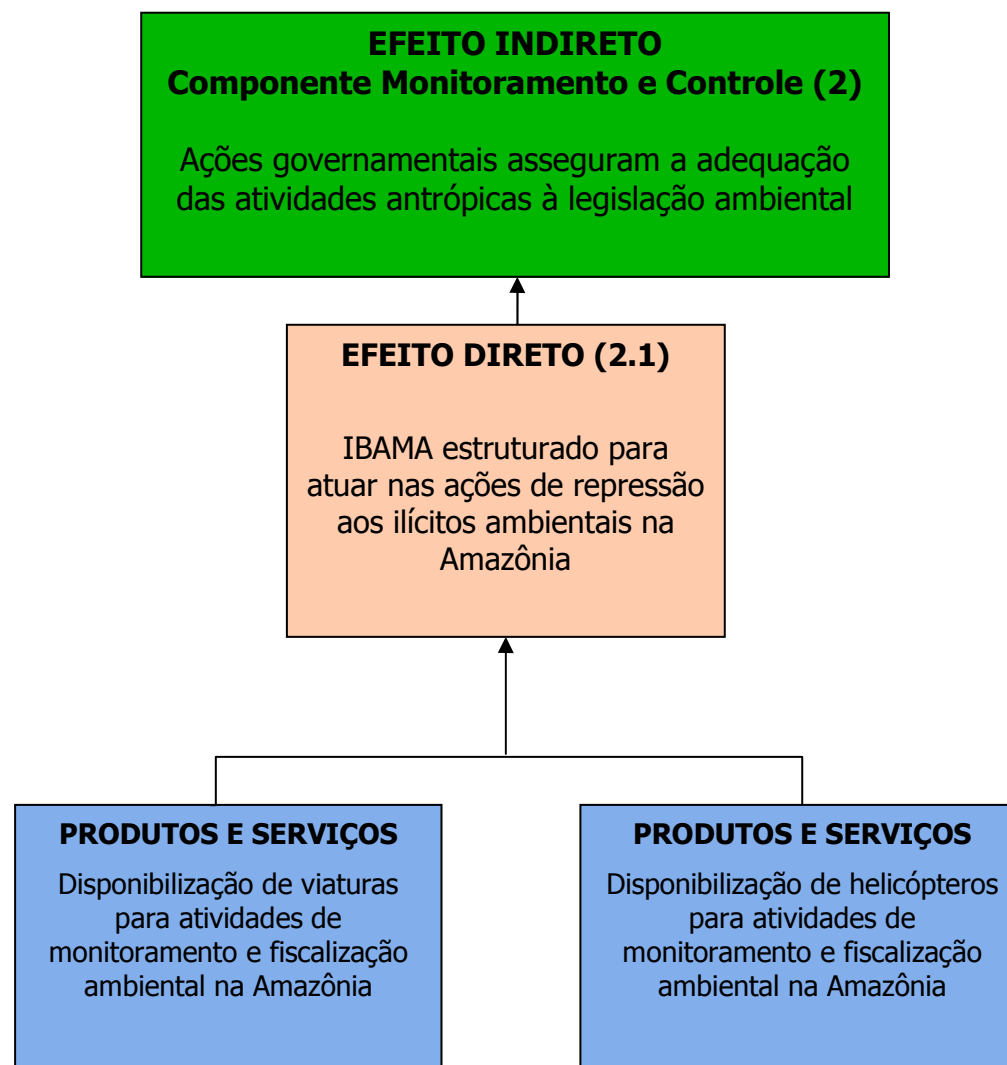 EFEITO INDIRETO
Componente Monitoramento e Controle (2)
Ações governamentais asseguram a adequação
das atividades antrópicas à legislação ambiental
EFEITO DIRETO (2.1)
IBAMA estruturado para
atuar nas ações de repressão
aos ilícitos ambientais na
Amazônia
PRODUTOS E SERVIÇOS
Disponibilização de viaturas
para atividades de
monitoramento e fiscalização
ambiental na Amazônia
PRODUTOS E SERVIÇOS
Disponibilização de helicópteros
para atividades de
monitoramento e fiscalização
ambiental na Amazônia